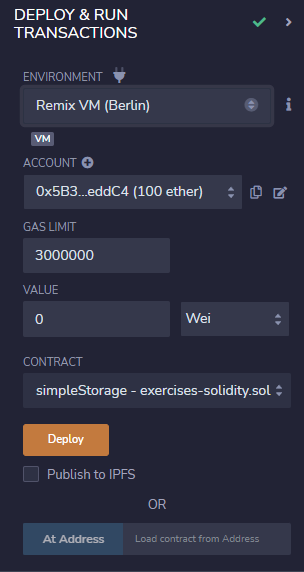 DEPLOY & RUN
TRANSACTIONS
ENVIRONMENT
Remix VM (Berlin)
VM
ACCOUNT
0x5B3...eddC4 (100 ether)
GAS LIMIT
3000000
VALUE
0 Wei
CONTRACT
simpleStorage - exercises-solidity.sol
Deploy
Publish to IPFS
OR
At Address Load contract from Address